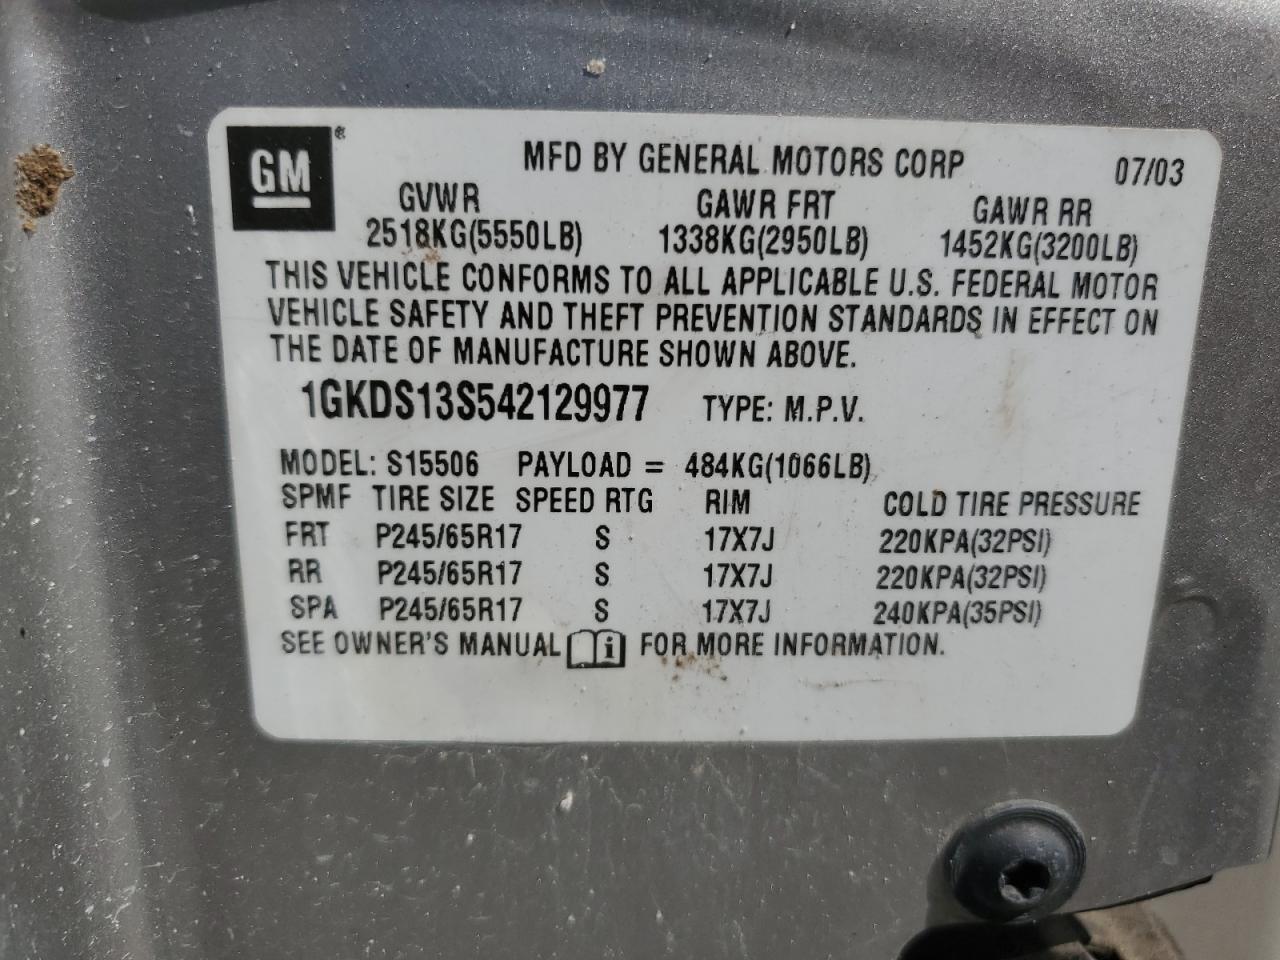 GM®
MFD BY GENERAL MOTORS CORP 07/03
GVWR GAWR FRT GAWR RR
2518KG(5550LB) 1338KG(2950LB) 1452KG(3200LB)
THIS VEHICLE CONFORMS TO ALL APPLICABLE U.S. FEDERAL MOTOR
VEHICLE SAFETY AND THEFT PREVENTION STANDARDS IN EFFECT ON
THE DATE OF MANUFACTURE SHOWN ABOVE.
1GKDS13S542129977 TYPE: M.P.V.
MODEL: S15506 PAYLOAD = 484KG(1066LB)
SPMF TIRE SIZE SPEED RTG RIM COLD TIRE PRESSURE
FRT P245/65R17 S 17X7J 220KPA(32PSI)
RR P245/65R17 S 17X7J 220KPA(32PSI)
SPA P245/65R17 S 17X7J 240KPA(35PSI)
SEE OWNER'S MANUAL i FOR MORE INFORMATION.